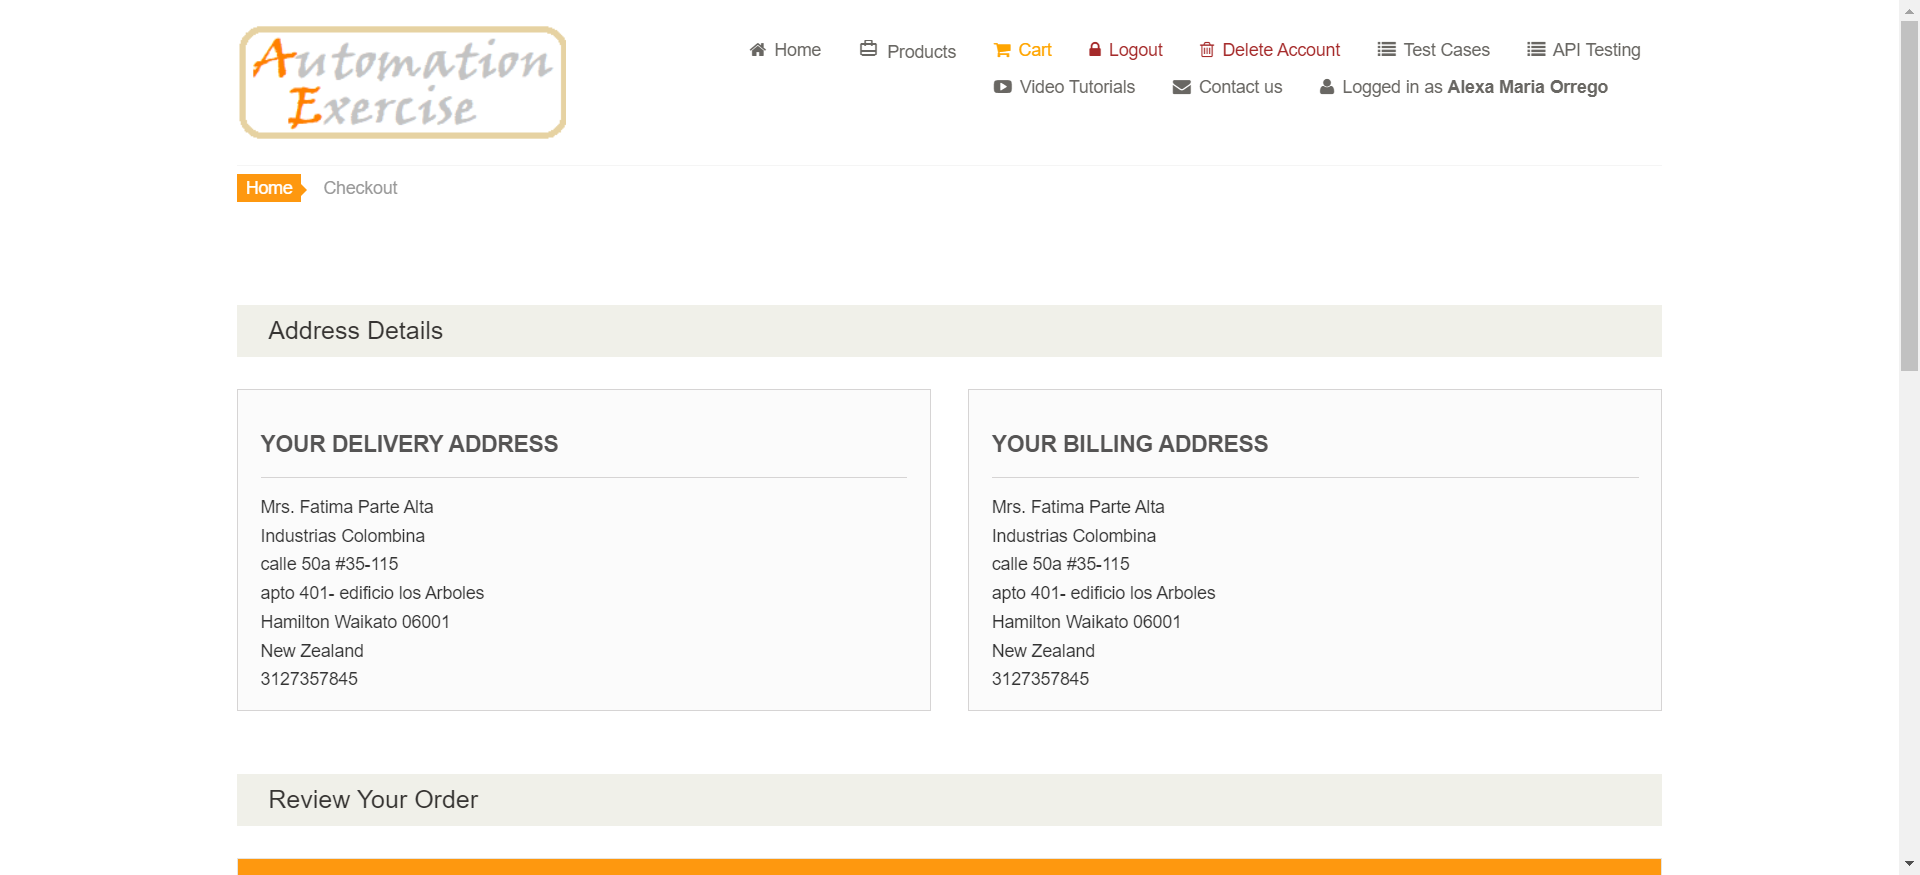 Automation
Exercise
Home
Products
Cart
Logout
Delete Account
Test Cases
API Testing
Video Tutorials
Contact us
Logged in as Alexa Maria Orrego
Home
Checkout
Address Details
YOUR DELIVERY ADDRESS
Mrs. Fatima Parte Alta
Industrias Colombina
calle 50a #35-115
apto 401- edificio los Arboles
Hamilton Waikato 06001
New Zealand
3127357845
YOUR BILLING ADDRESS
Mrs. Fatima Parte Alta
Industrias Colombina
calle 50a #35-115
apto 401- edificio los Arboles
Hamilton Waikato 06001
New Zealand
3127357845
Review Your Order